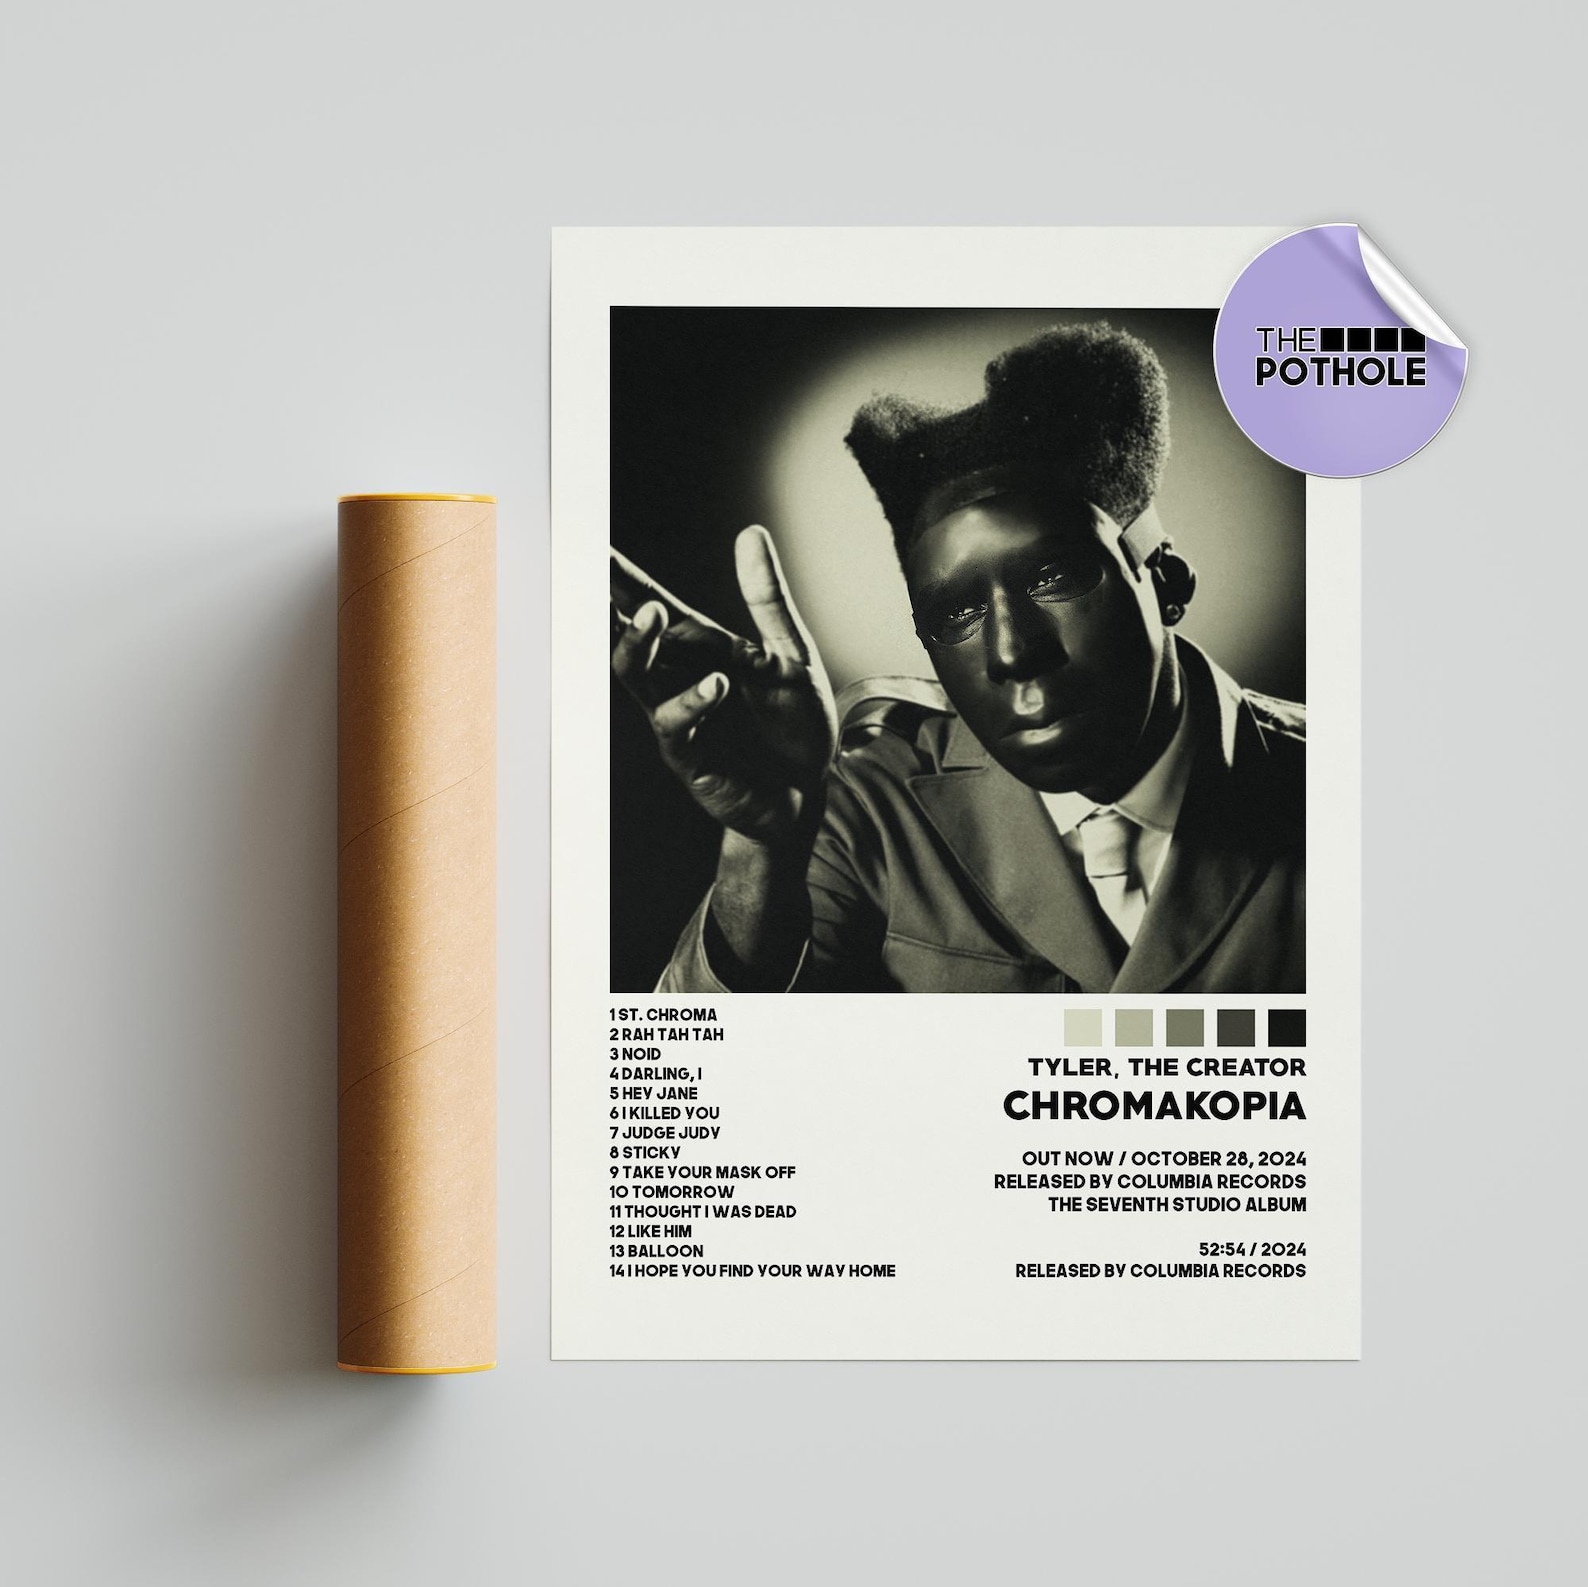 THE
POTHOLE
1 ST. CHROMA
2 RAH TAH TAH
3 NOID
4 DARLING, I
5 HEY JANE
6 I KILLED YOU
7 JUDGE JUDY
8 STICKY
9 TAKE YOUR MASK OFF
10 TOMORROW
11 THOUGHT I WAS DEAD
12 LIKE HIM
13 BALLOON
14 I HOPE YOU FIND YOUR WAY HOME
TYLER, THE CREATOR
CHROMAKOPIA
OUT NOW / OCTOBER 28, 2024
RELEASED BY COLUMBIA RECORDS
THE SEVENTH STUDIO ALBUM
52:54 / 2024
RELEASED BY COLUMBIA RECORDS